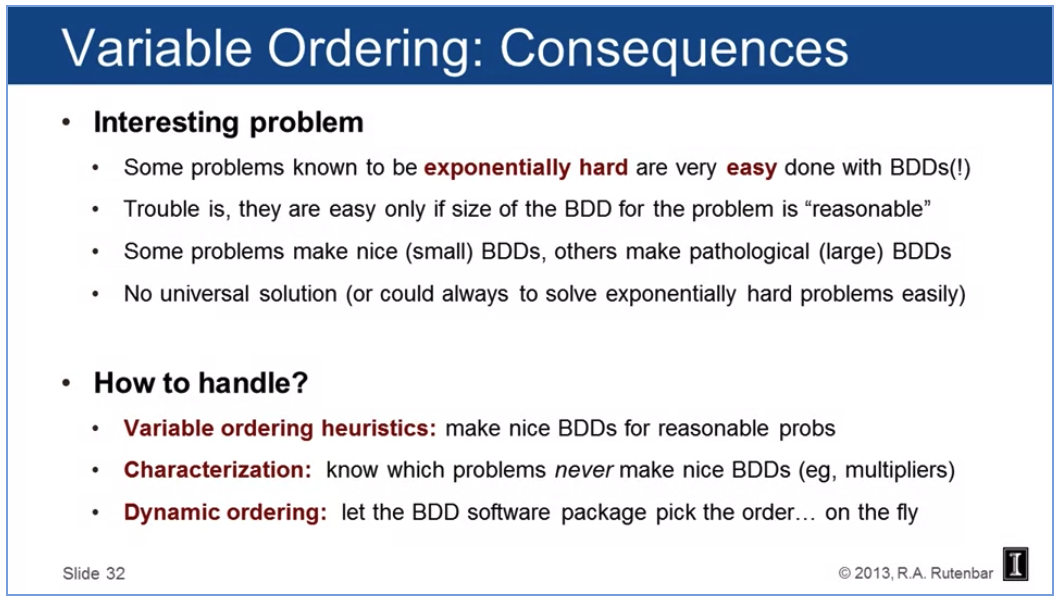 Variable Ordering: Consequences
• Interesting problem
• Some problems known to be exponentially hard are very easy done with BDDs(!)
• Trouble is, they are easy only if size of the BDD for the problem is “reasonable”
• Some problems make nice (small) BDDs, others make pathological (large) BDDs
• No universal solution (or could always to solve exponentially hard problems easily)
• How to handle?
• Variable ordering heuristics: make nice BDDs for reasonable probs
• Characterization: know which problems never make nice BDDs (eg, multipliers)
• Dynamic ordering: let the BDD software package pick the order… on the fly
Slide 32
© 2013, R.A. Rutenbar
I